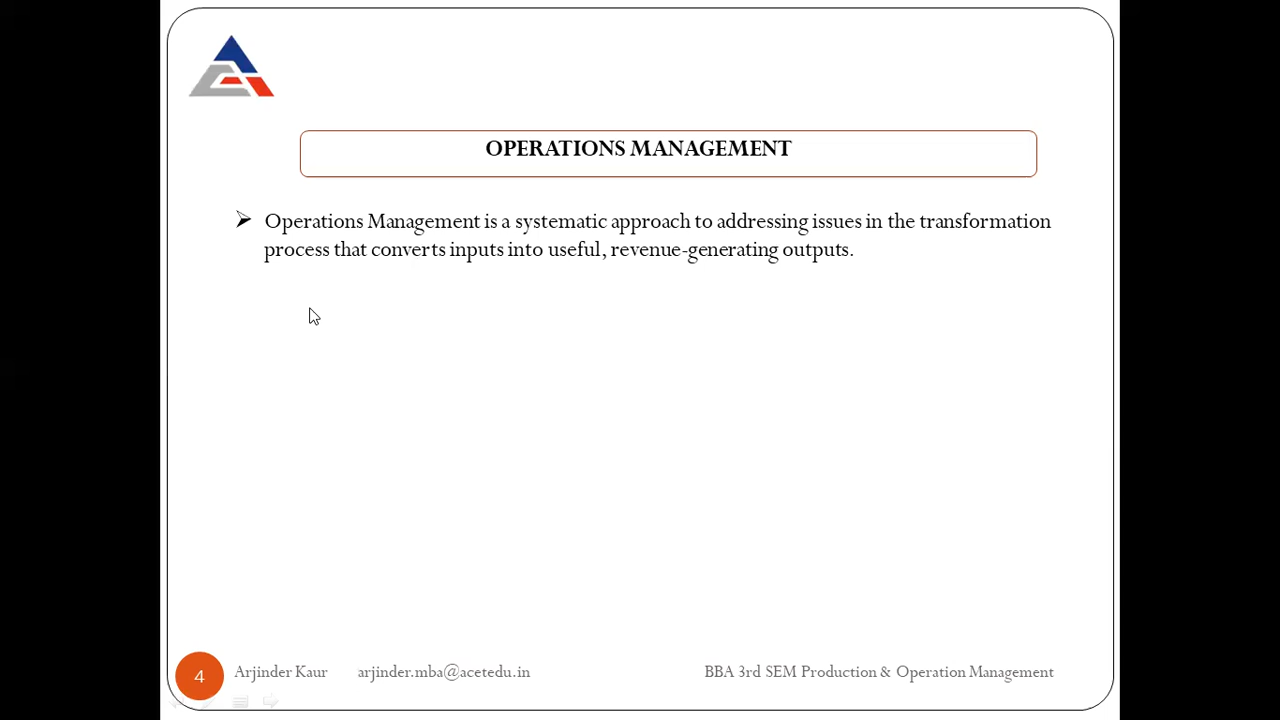 OPERATIONS MANAGEMENT
Operations Management is a systematic approach to addressing issues in the transformation
process that converts inputs into useful, revenue-generating outputs.
4 Arjinder Kaur arjinder.mba@acetedu.in BBA 3rd SEM Production & Operation Management